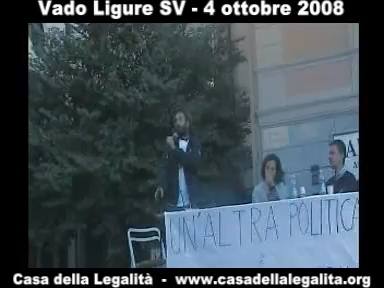 Vado Ligure SV - 4 ottobre 2008
UN'ALTRA POLITICA
Casa della Legalità - www.casadellalegalita.org